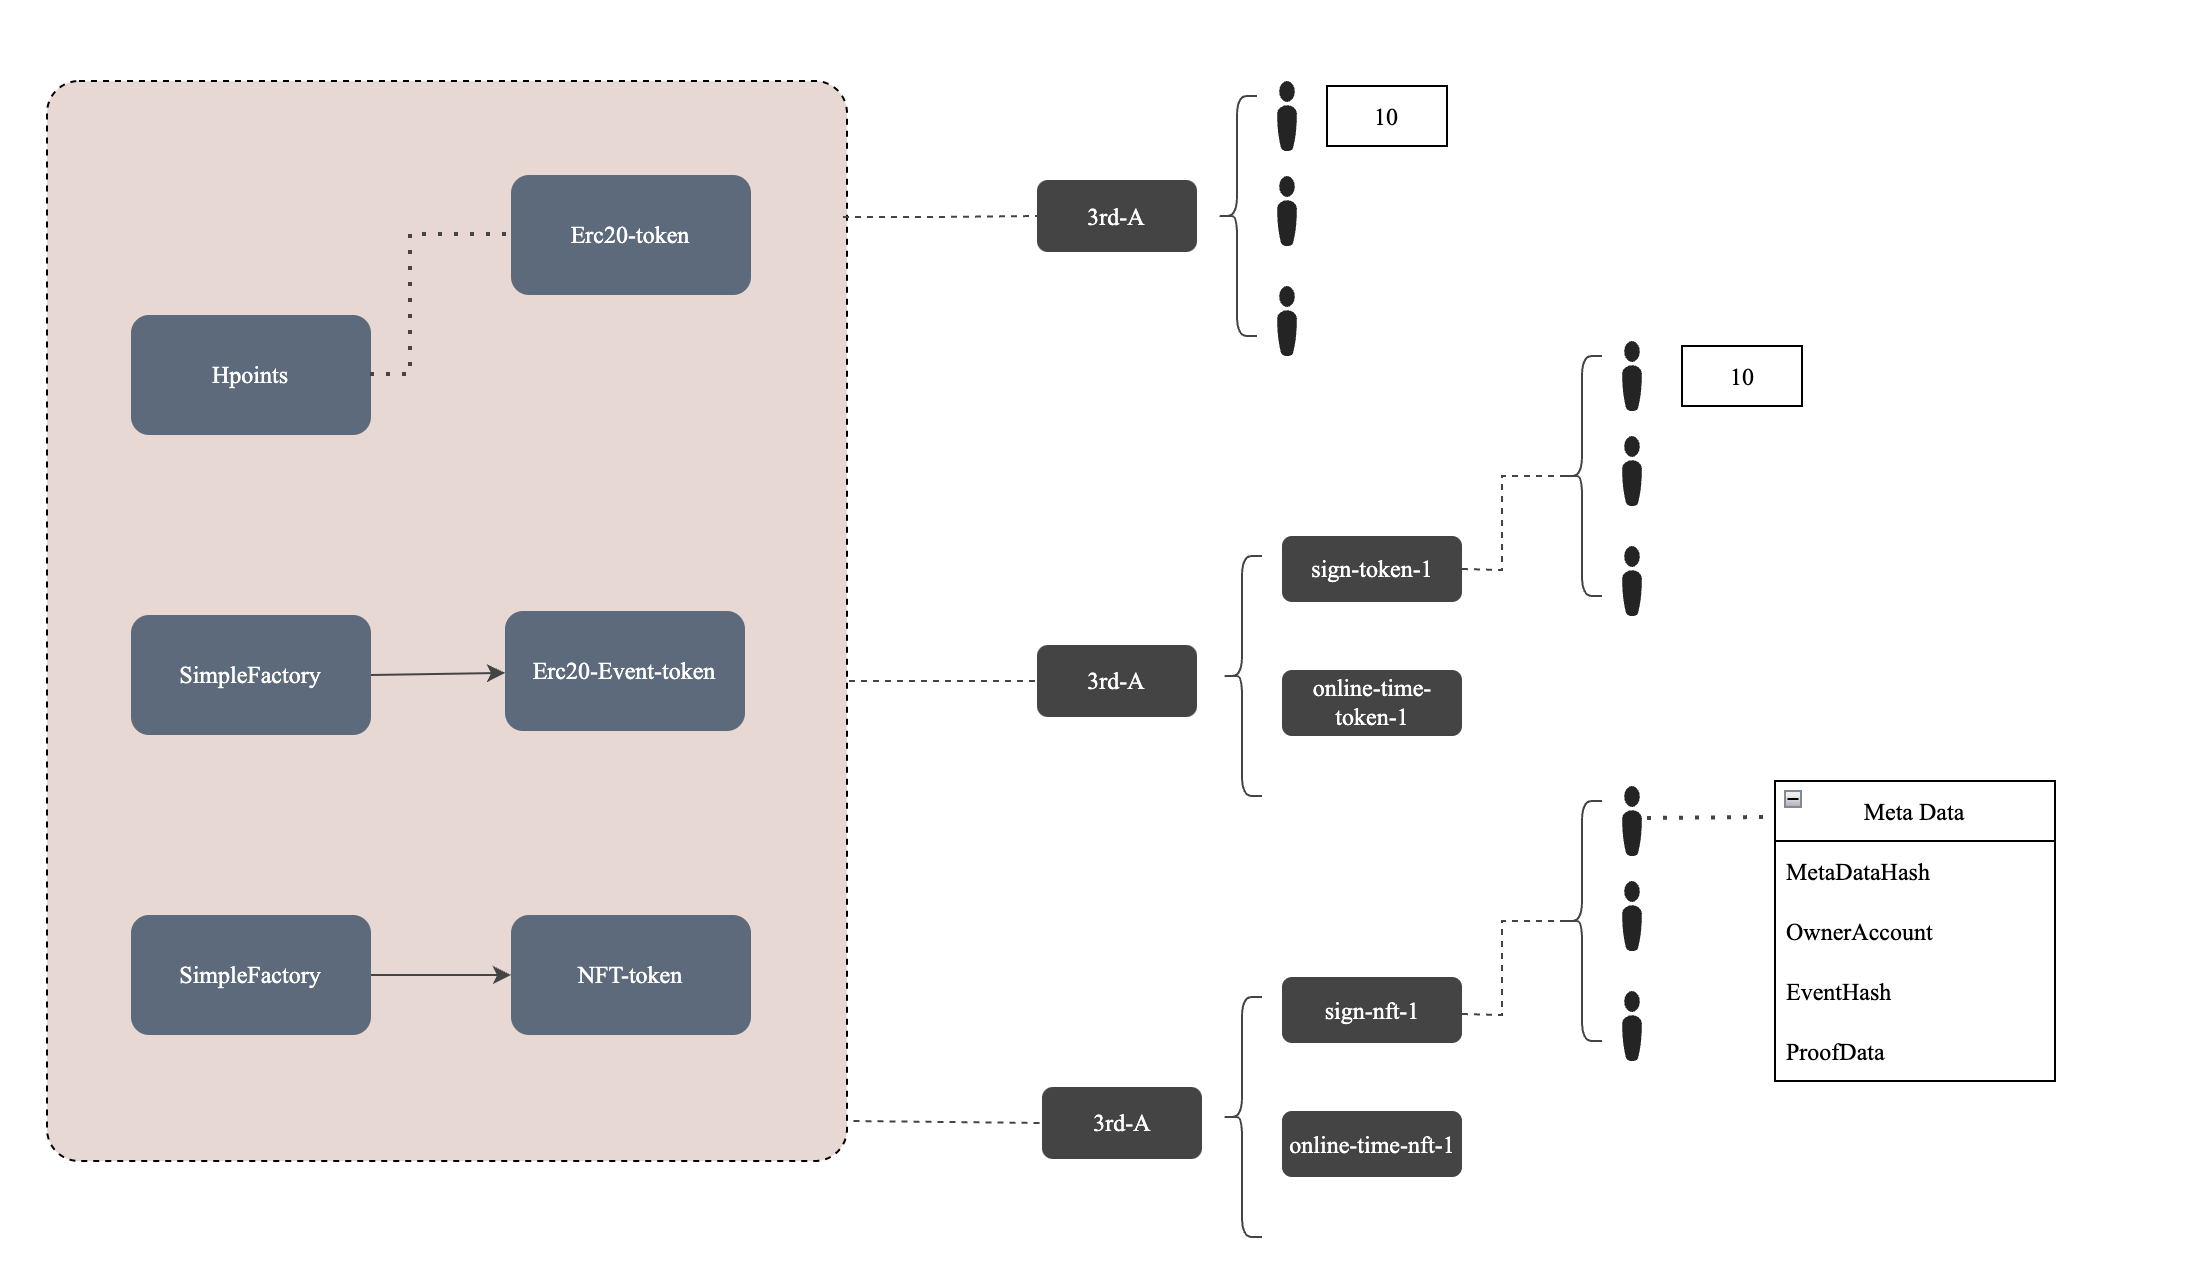 Erc20-token
Hpoints
3rd-A
10
10
SimpleFactory
Erc20-Event-token
3rd-A
sign-token-1
online-time-
token-1
SimpleFactory
NFT-token
3rd-A
sign-nft-1
online-time-nft-1
Meta Data
MetaDataHash
OwnerAccount
EventHash
ProofData